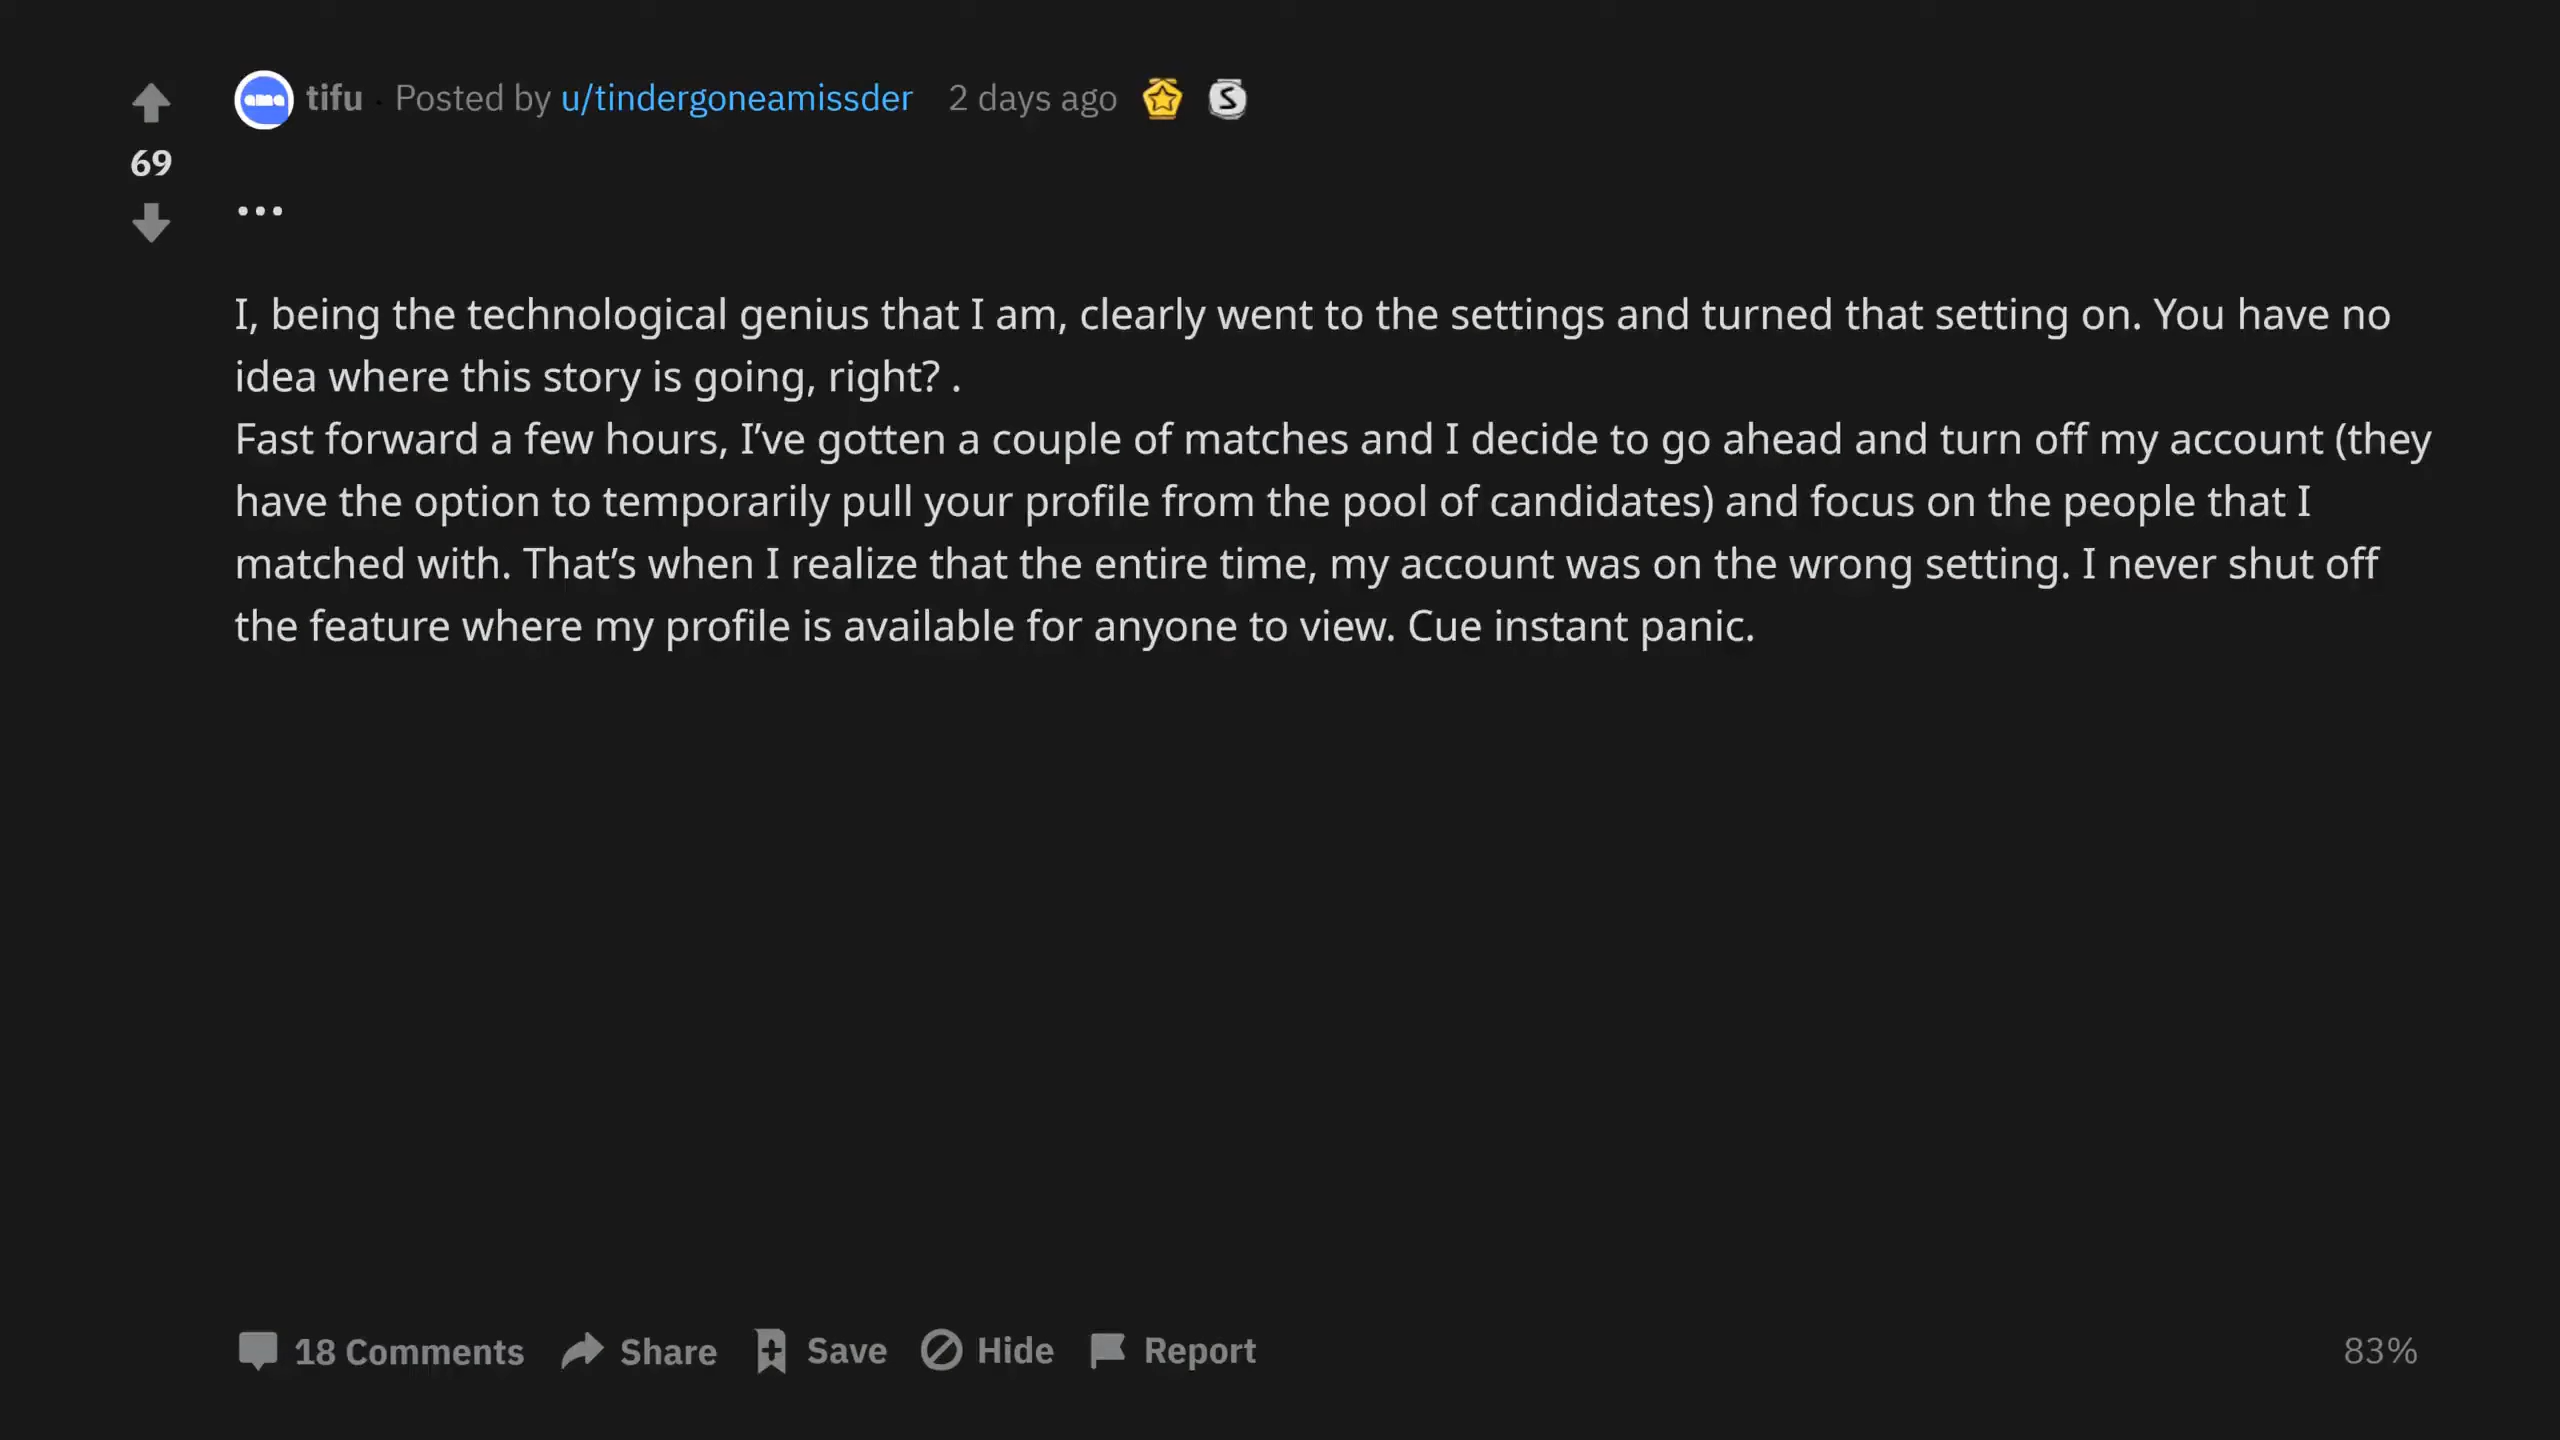 ama tifu · Posted by u/tindergoneamissder 2 days ago S
69
...
I, being the technological genius that I am, clearly went to the settings and turned that setting on. You have no
idea where this story is going, right? .
Fast forward a few hours, I’ve gotten a couple of matches and I decide to go ahead and turn off my account (they
have the option to temporarily pull your profile from the pool of candidates) and focus on the people that I
matched with. That’s when I realize that the entire time, my account was on the wrong setting. I never shut off
the feature where my profile is available for anyone to view. Cue instant panic.
18 Comments Share Save Hide Report 83%